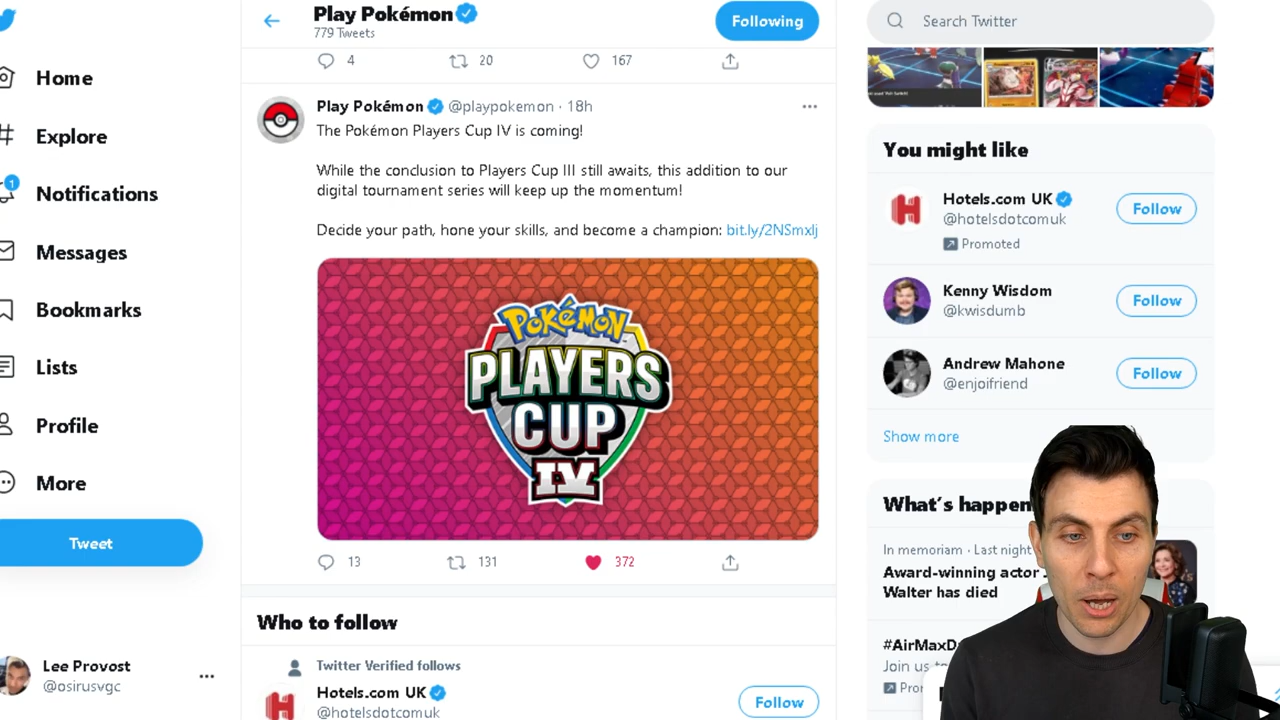 Play Pokémon
779 Tweets
Following
Search Twitter
Home
Explore
1
Notifications
Messages
Bookmarks
Lists
Profile
More
Tweet
Lee Provost
@osirusvgc
4
20
167
Play Pokémon @playpokemon · 18h
The Pokémon Players Cup IV is coming!
While the conclusion to Players Cup III still awaits, this addition to our
digital tournament series will keep up the momentum!
Decide your path, hone your skills, and become a champion: bit.ly/2NSmxIj
POKéMON
PLAYERS
CUP
IV
13
131
372
Who to follow
Twitter Verified follows
Hotels.com UK
@hotelsdotcomuk
Follow
You might like
Hotels.com UK
@hotelsdotcomuk
Promoted
Follow
Kenny Wisdom
@kwisdumb
Follow
Andrew Mahone
@enjoifriend
Follow
Show more
What's happen
In memoriam · Last night
Award-winning actor
Walter has died
#AirMaxDa
Join us to
Pro